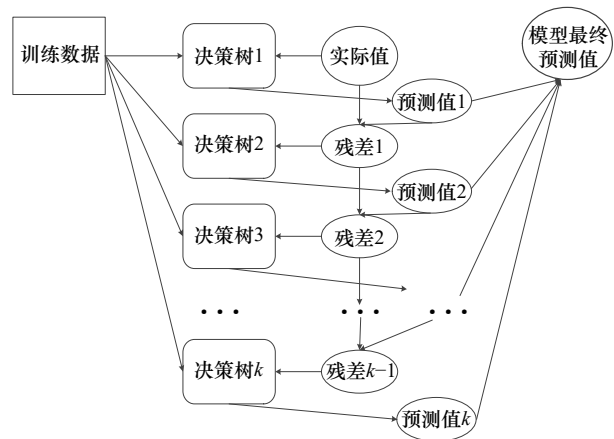 训练数据
决策树1
实际值
模型最终
预测值
预测值1
决策树2
残差1
预测值2
决策树3
残差2
··· ··· ···
决策树k
残差k−1
预测值k